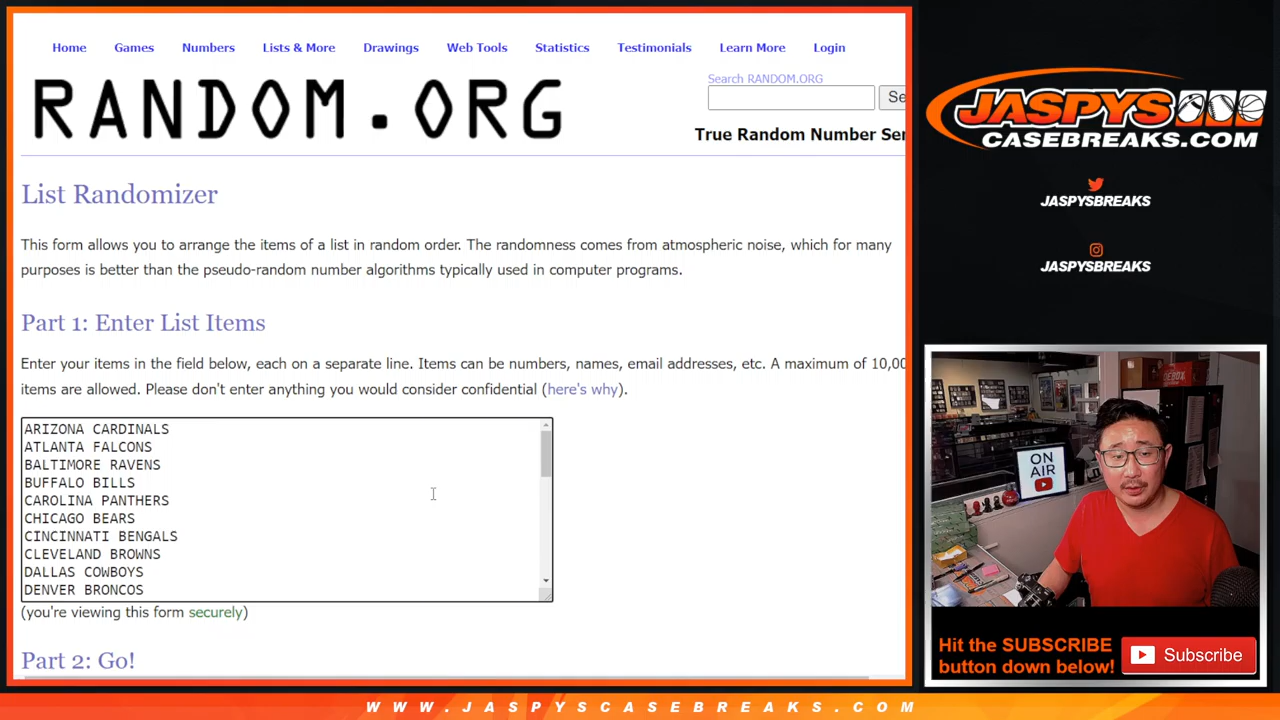 Home Games Numbers Lists & More Drawings Web Tools Statistics Testimonials Learn More Login
RANDOM.ORG
Search RANDOM.ORG
Se
True Random Number Ser
List Randomizer
This form allows you to arrange the items of a list in random order. The randomness comes from atmospheric noise, which for many
purposes is better than the pseudo-random number algorithms typically used in computer programs.
Part 1: Enter List Items
Enter your items in the field below, each on a separate line. Items can be numbers, names, email addresses, etc. A maximum of 10,00
items are allowed. Please don't enter anything you would consider confidential (here's why).
ARIZONA CARDINALS
ATLANTA FALCONS
BALTIMORE RAVENS
BUFFALO BILLS
CAROLINA PANTHERS
CHICAGO BEARS
CINCINNATI BENGALS
CLEVELAND BROWNS
DALLAS COWBOYS
DENVER BRONCOS
(you're viewing this form securely)
Part 2: Go!
JASPYS
CASEBREAKS.COM
JASPYSBREAKS
JASPYSBREAKS
ON
AIR
Hit the SUBSCRIBE
button down below!
Subscribe
WWW.JASPYSCASEBREAKS.COM